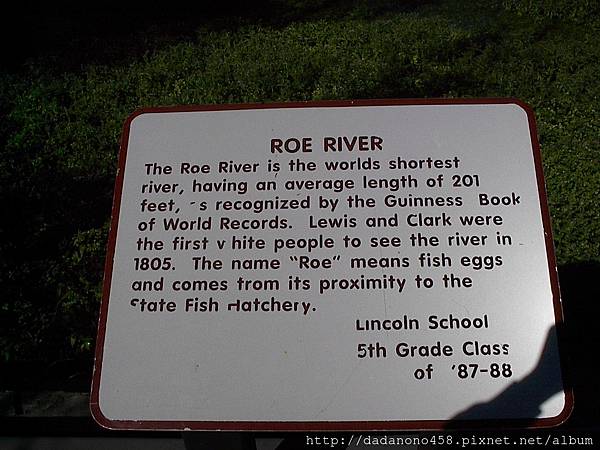 ROE RIVER
The Roe River is the worlds shortest
river, having an average length of 201
feet, -s recognized by the Guinness Book
of World Records. Lewis and Clark were
the first v hite people to see the river in
1805. The name "Roe" means fish eggs
and comes from its proximity to the
State Fish Hatchery.
Lincoln School
5th Grade Class
of '87-88
http://dadanono458.pixnet.net/album